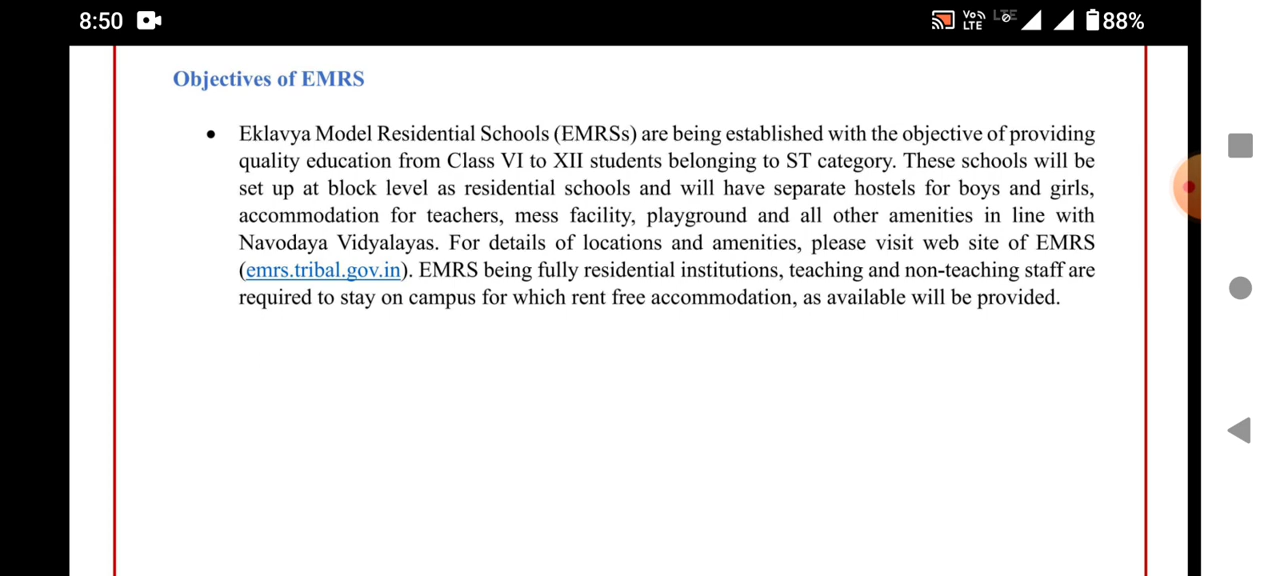 8:50
Vo LTE LTE 88%
Objectives of EMRS
• Eklavya Model Residential Schools (EMRSs) are being established with the objective of providing
quality education from Class VI to XII students belonging to ST category. These schools will be
set up at block level as residential schools and will have separate hostels for boys and girls,
accommodation for teachers, mess facility, playground and all other amenities in line with
Navodaya Vidyalayas. For details of locations and amenities, please visit web site of EMRS
(emrs.tribal.gov.in). EMRS being fully residential institutions, teaching and non-teaching staff are
required to stay on campus for which rent free accommodation, as available will be provided.